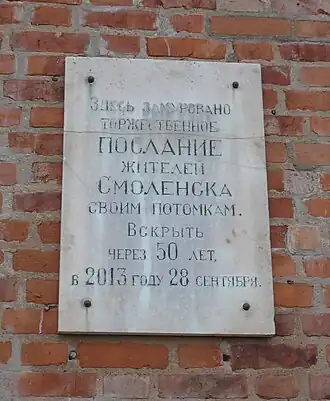 Здесь замуровано
торжественное
послание
жителей
Смоленска
своим потомкам.
Вскрыть
через 50 лет,
в 2013 году 28 сентября.